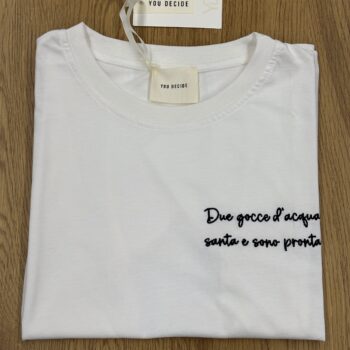 YOU DECIDE
YOU DECIDE
Due gocce d'acqua
santa e sono pronta